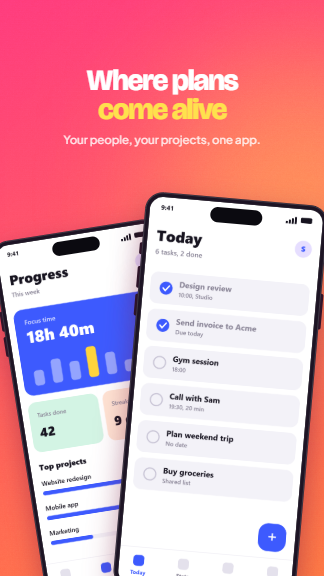 Where plans
come alive
Your people, your projects, one app.
9:41
Progress
This week
Focus time
18h 40m
Tasks done
42
9
Top projects
Website redesign
Mobile app
Marketing
9:41
Today
6 tasks, 2 done
S
Design review
10:00, Studio
Send invoice to Acme
Due today
Gym session
18:00
Call with Sam
19:30, 20 min
Plan weekend trip
No date
Buy groceries
Shared list
+
Today